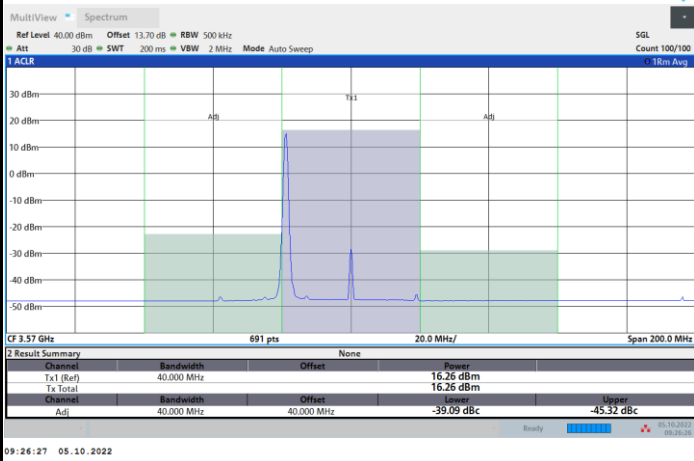 MultiView Spectrum
Ref Level 40.00 dBm Offset 13.70 dB RBW 500 kHz SGL
Att 30 dB SWT 200 ms VBW 2 MHz Mode Auto Sweep Count 100/100
1 ACLR 1Rm Avg
30 dBm
Tx1
20 dBm Adj Adj
10 dBm
0 dBm
-10 dBm
-20 dBm
-30 dBm
-40 dBm
-50 dBm
CF 3.57 GHz 691 pts 20.0 MHz/ Span 200.0 MHz
2 Result Summary None
Channel Bandwidth Offset Power
Tx1 (Ref) 40.000 MHz 16.26 dBm
Tx Total 16.26 dBm
Channel Bandwidth Offset Lower Upper
Adj 40.000 MHz 40.000 MHz -39.09 dBc -45.32 dBc
Ready 05.10.2022
09:26:26
09:26:27 05.10.2022